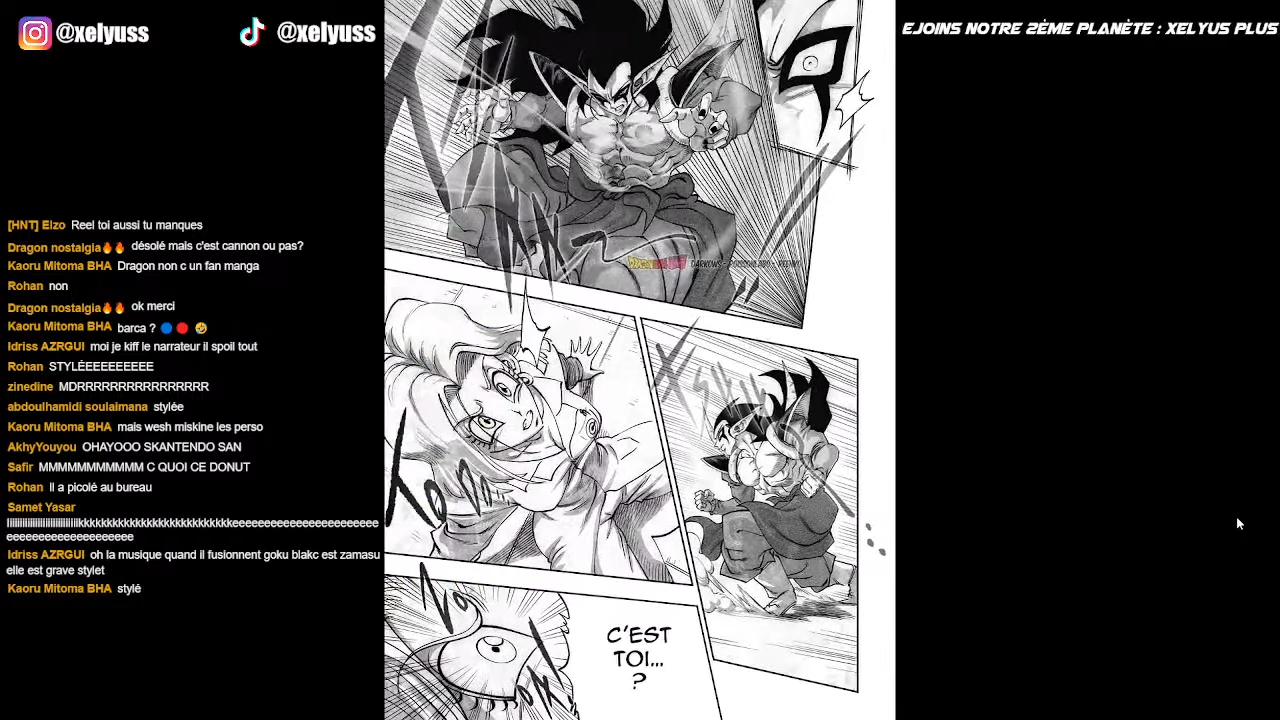 @xelyuss
@xelyuss
EJOINS NOTRE 2ÈME PLANÈTE : XELYUS PLUS
[HNT] Elzo Reel toi aussi tu manques
Dragon nostalgia🔥🔥 désolé mais c'est cannon ou pas?
Kaoru Mitoma BHA Dragon non c un fan manga
Rohan non
Dragon nostalgia🔥🔥 ok merci
Kaoru Mitoma BHA barca ? 🔵🔴 🤣
Idriss AZRGUI moi je kiff le narrateur il spoil tout
Rohan STYLÉEEEEEEEEE
zinedine MDRRRRRRRRRRRRRRRR
abdoulhamidi soulaimana stylée
Kaoru Mitoma BHA mais wesh miskine les perso
AkhyYouyou OHAYOOO SKANTENDO SAN
Safir MMMMMMMMMMM C QUOI CE DONUT
Rohan Il a picolé au bureau
Samet Yasar
Idriss AZRGUI oh la musique quand il fusionnent goku blakc est zamasu
elle est grave stylet
Kaoru Mitoma BHA stylé
C'EST
TOI...
?